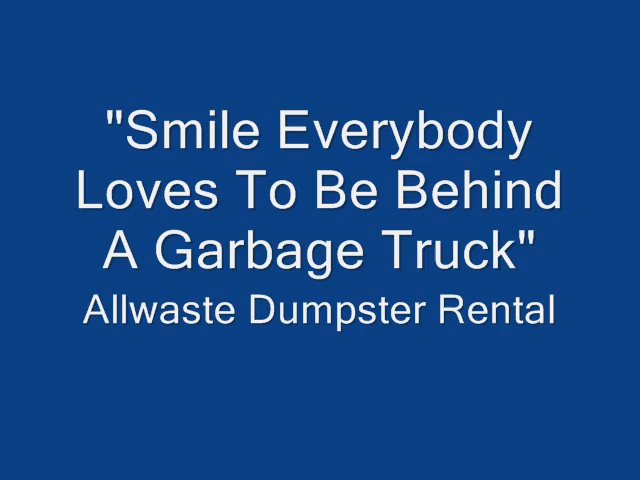 "Smile Everybody
Loves To Be Behind
A Garbage Truck"
Allwaste Dumpster Rental